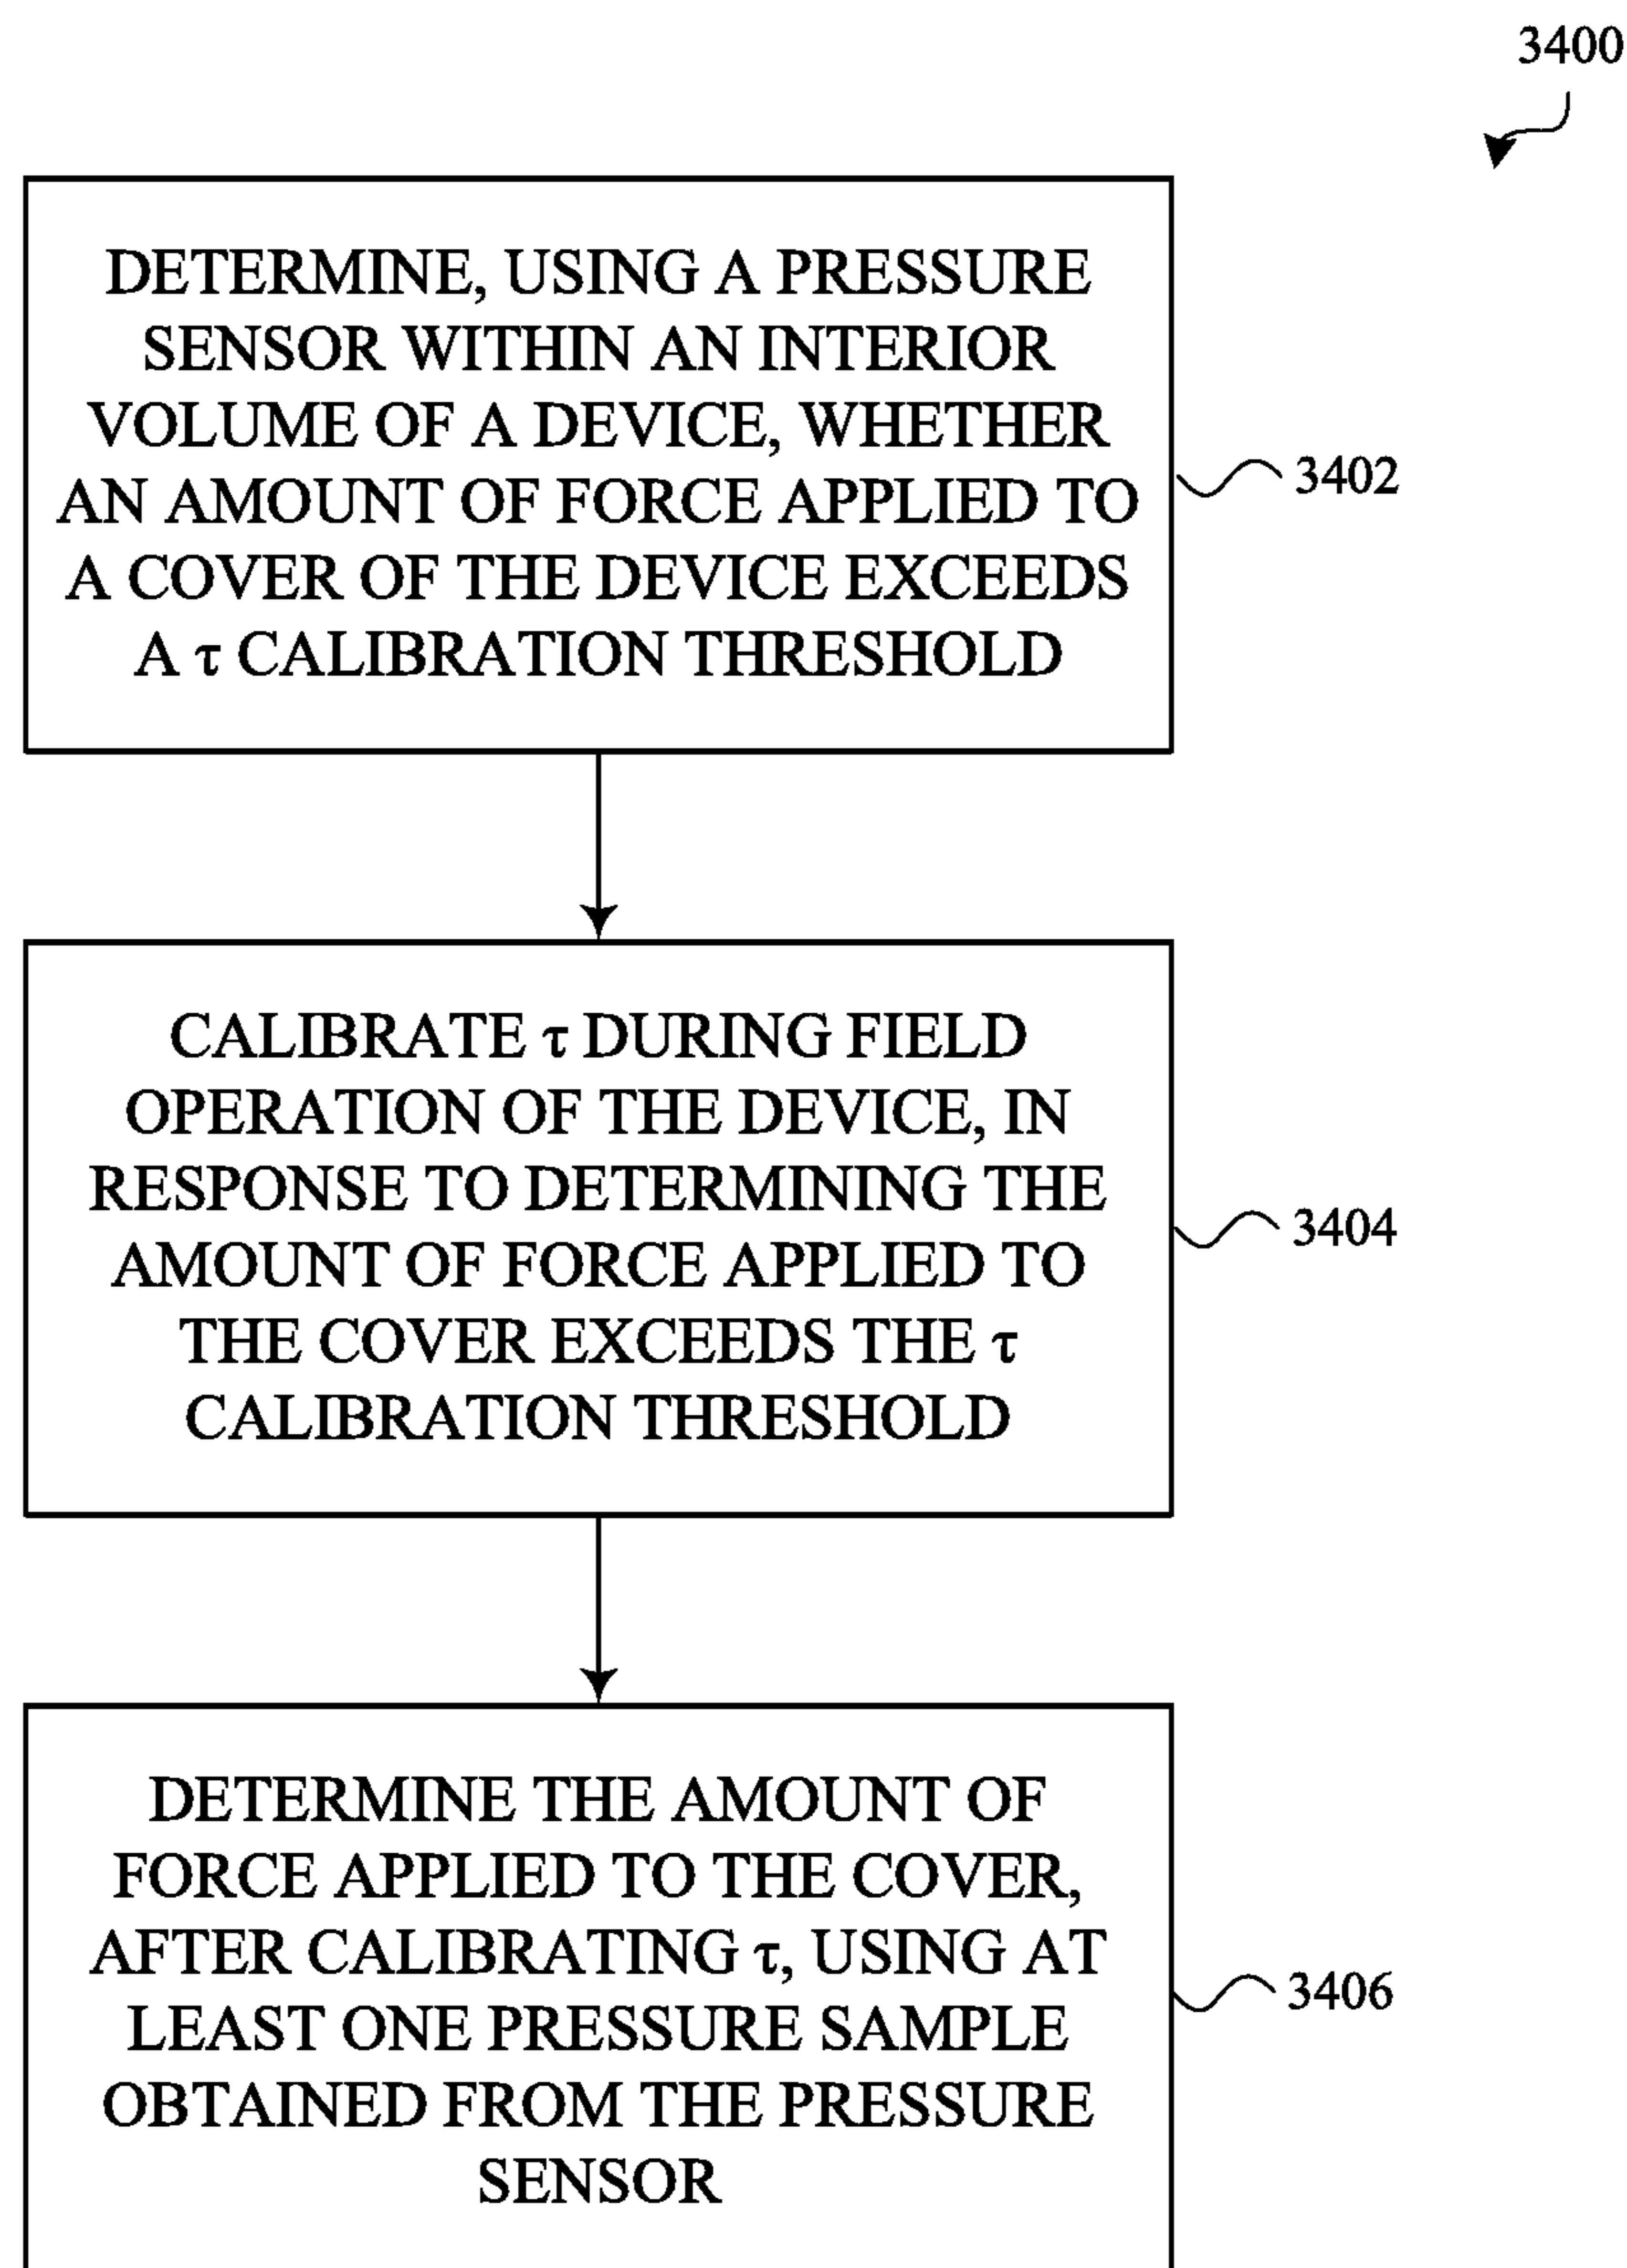 3400
DETERMINE, USING A PRESSURE
SENSOR WITHIN AN INTERIOR
VOLUME OF A DEVICE, WHETHER
AN AMOUNT OF FORCE APPLIED TO
A COVER OF THE DEVICE EXCEEDS
A τ CALIBRATION THRESHOLD
3402
CALIBRATE τ DURING FIELD
OPERATION OF THE DEVICE, IN
RESPONSE TO DETERMINING THE
AMOUNT OF FORCE APPLIED TO
THE COVER EXCEEDS THE τ
CALIBRATION THRESHOLD
3404
DETERMINE THE AMOUNT OF
FORCE APPLIED TO THE COVER,
AFTER CALIBRATING τ, USING AT
LEAST ONE PRESSURE SAMPLE
OBTAINED FROM THE PRESSURE
SENSOR
3406